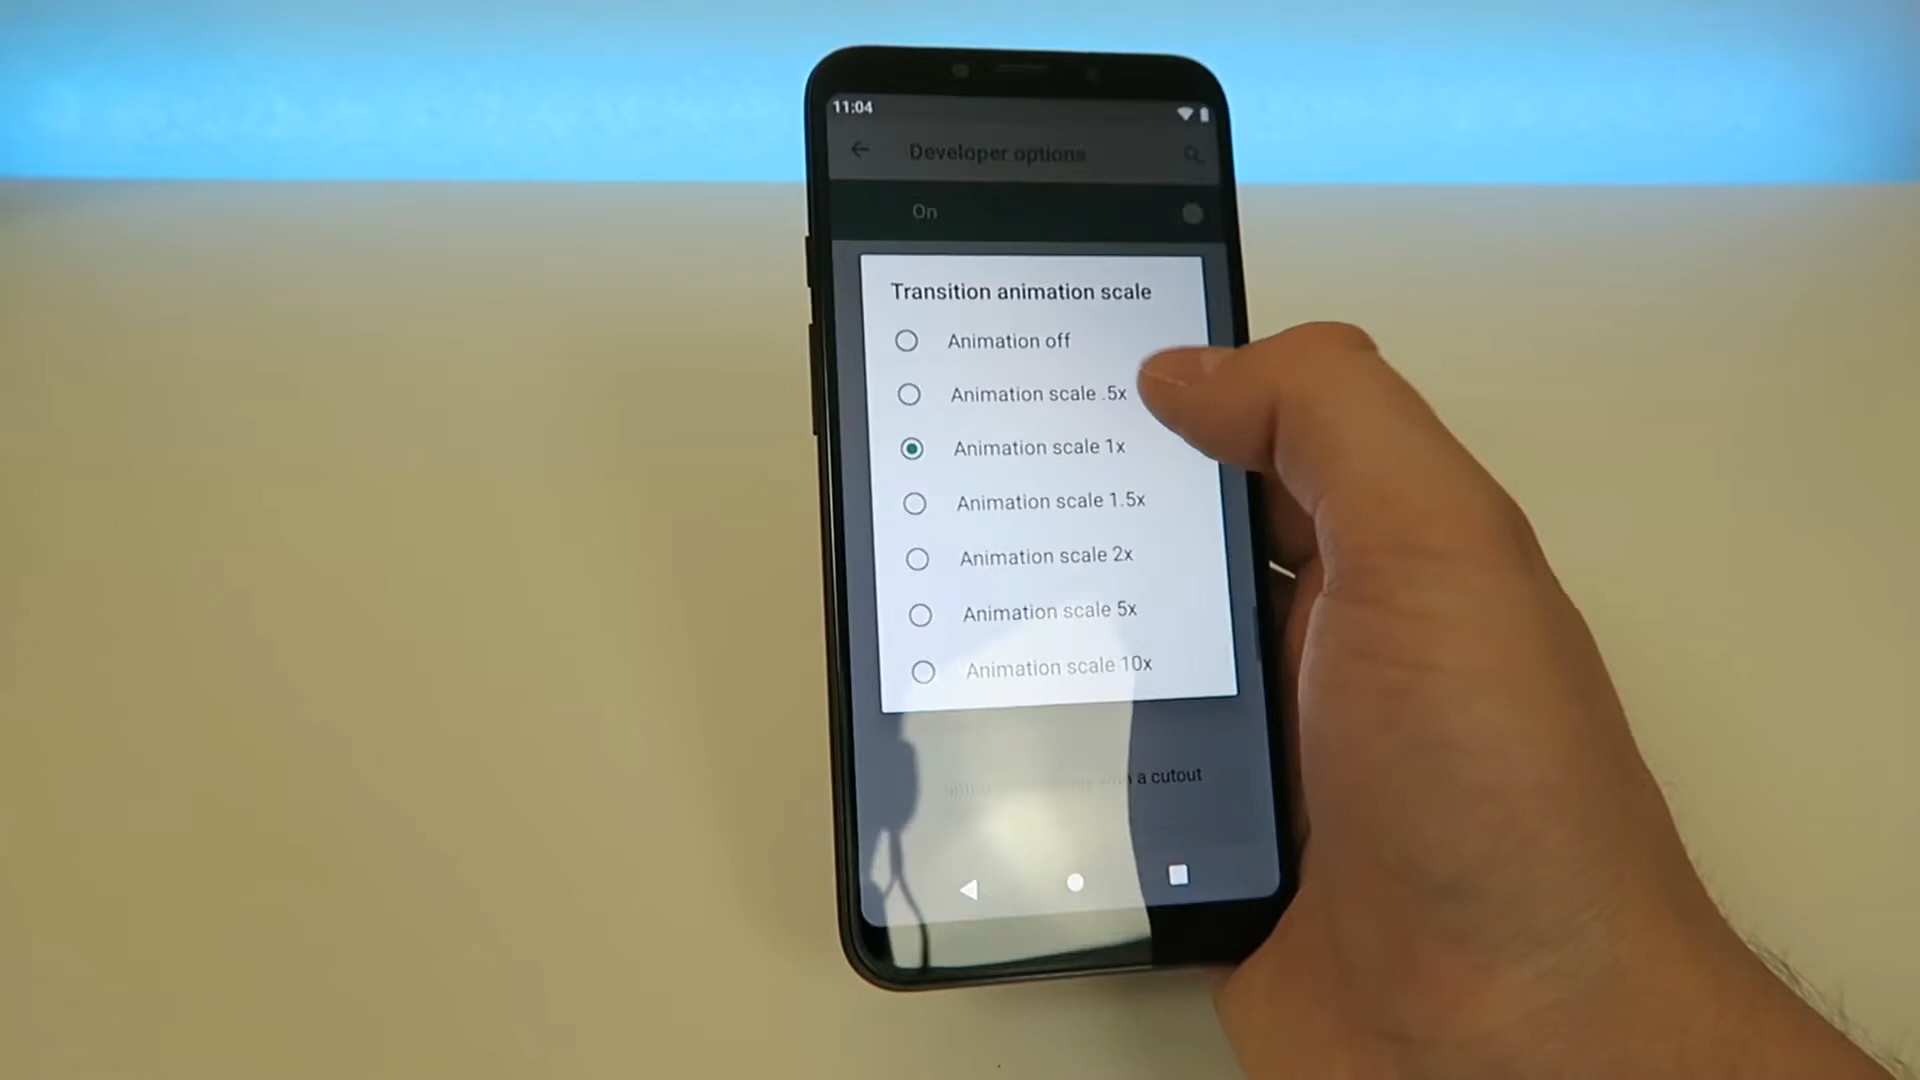 11:04
Developer options
On
Transition animation scale
Animation off
Animation scale .5x
Animation scale 1x
Animation scale 1.5x
Animation scale 2x
Animation scale 5x
Animation scale 10x
a cutout